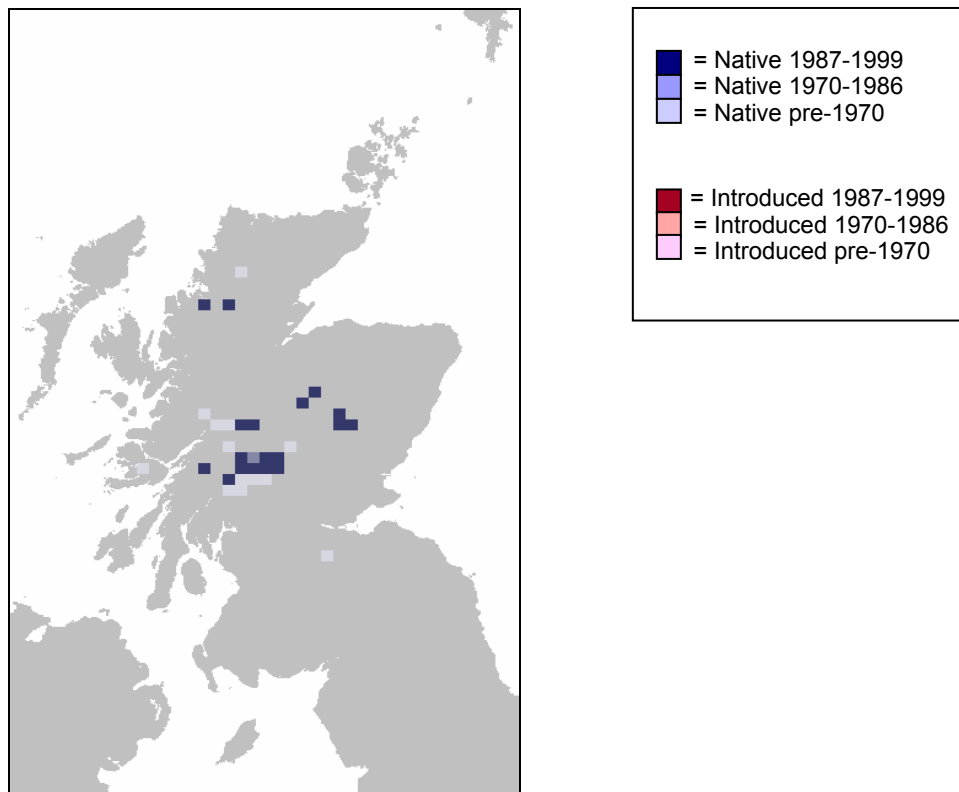 = Native 1987-1999
= Native 1970-1986
= Native pre-1970
= Introduced 1987-1999
= Introduced 1970-1986
= Introduced pre-1970